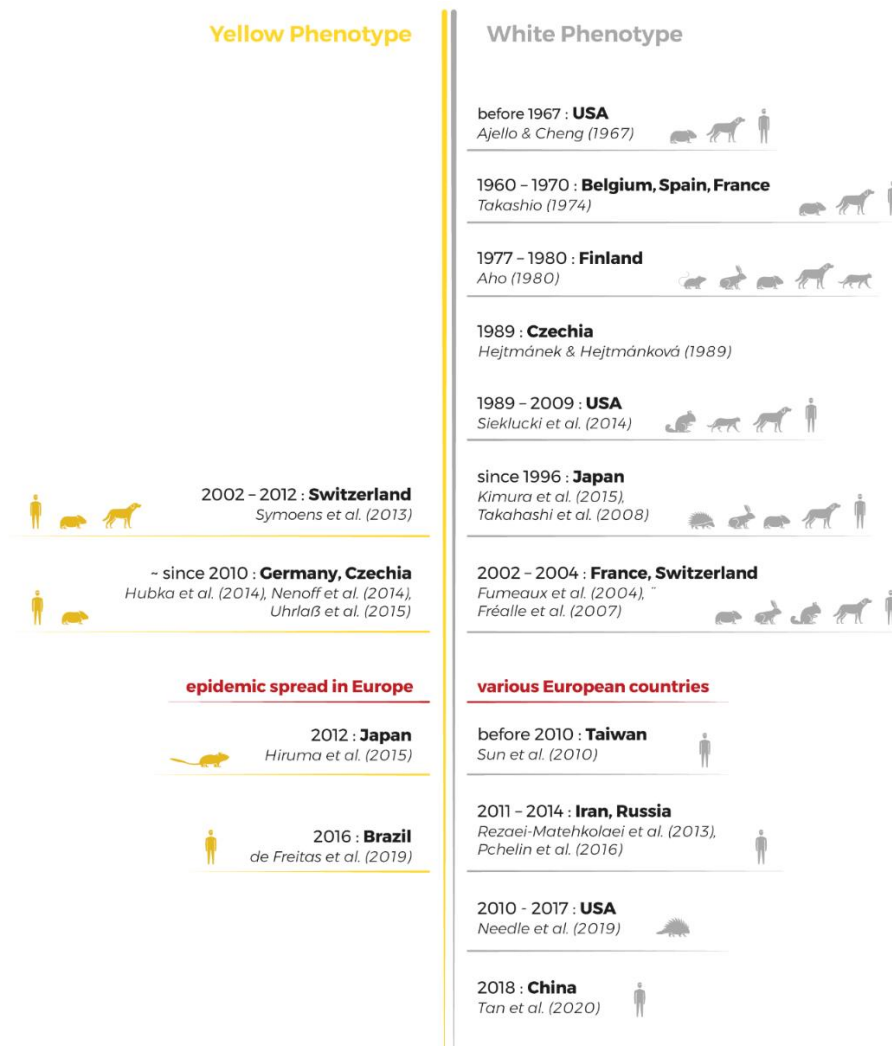 Yellow Phenotype
White Phenotype
before 1967 : USA
Ajello & Cheng (1967)
1960 – 1970 : Belgium, Spain, France
Takashio (1974)
1977 – 1980 : Finland
Aho (1980)
1989 : Czechia
Hejtmánek & Hejtmánková (1989)
1989 – 2009 : USA
Sieklucki et al. (2014)
since 1996 : Japan
Kimura et al. (2015),
Takahashi et al. (2008)
2002 – 2012 : Switzerland
Symoens et al. (2013)
~ since 2010 : Germany, Czechia
Hubka et al. (2014), Nenoff et al. (2014),
Uhrlaß et al. (2015)
2002 – 2004 : France, Switzerland
Fumeaux et al. (2004), ¨
Fréalle et al. (2007)
epidemic spread in Europe
various European countries
2012 : Japan
Hiruma et al. (2015)
before 2010 : Taiwan
Sun et al. (2010)
2016 : Brazil
de Freitas et al. (2019)
2011 – 2014 : Iran, Russia
Rezaei-Matehkolaei et al. (2013),
Pchelin et al. (2016)
2010 - 2017 : USA
Needle et al. (2019)
2018 : China
Tan et al. (2020)